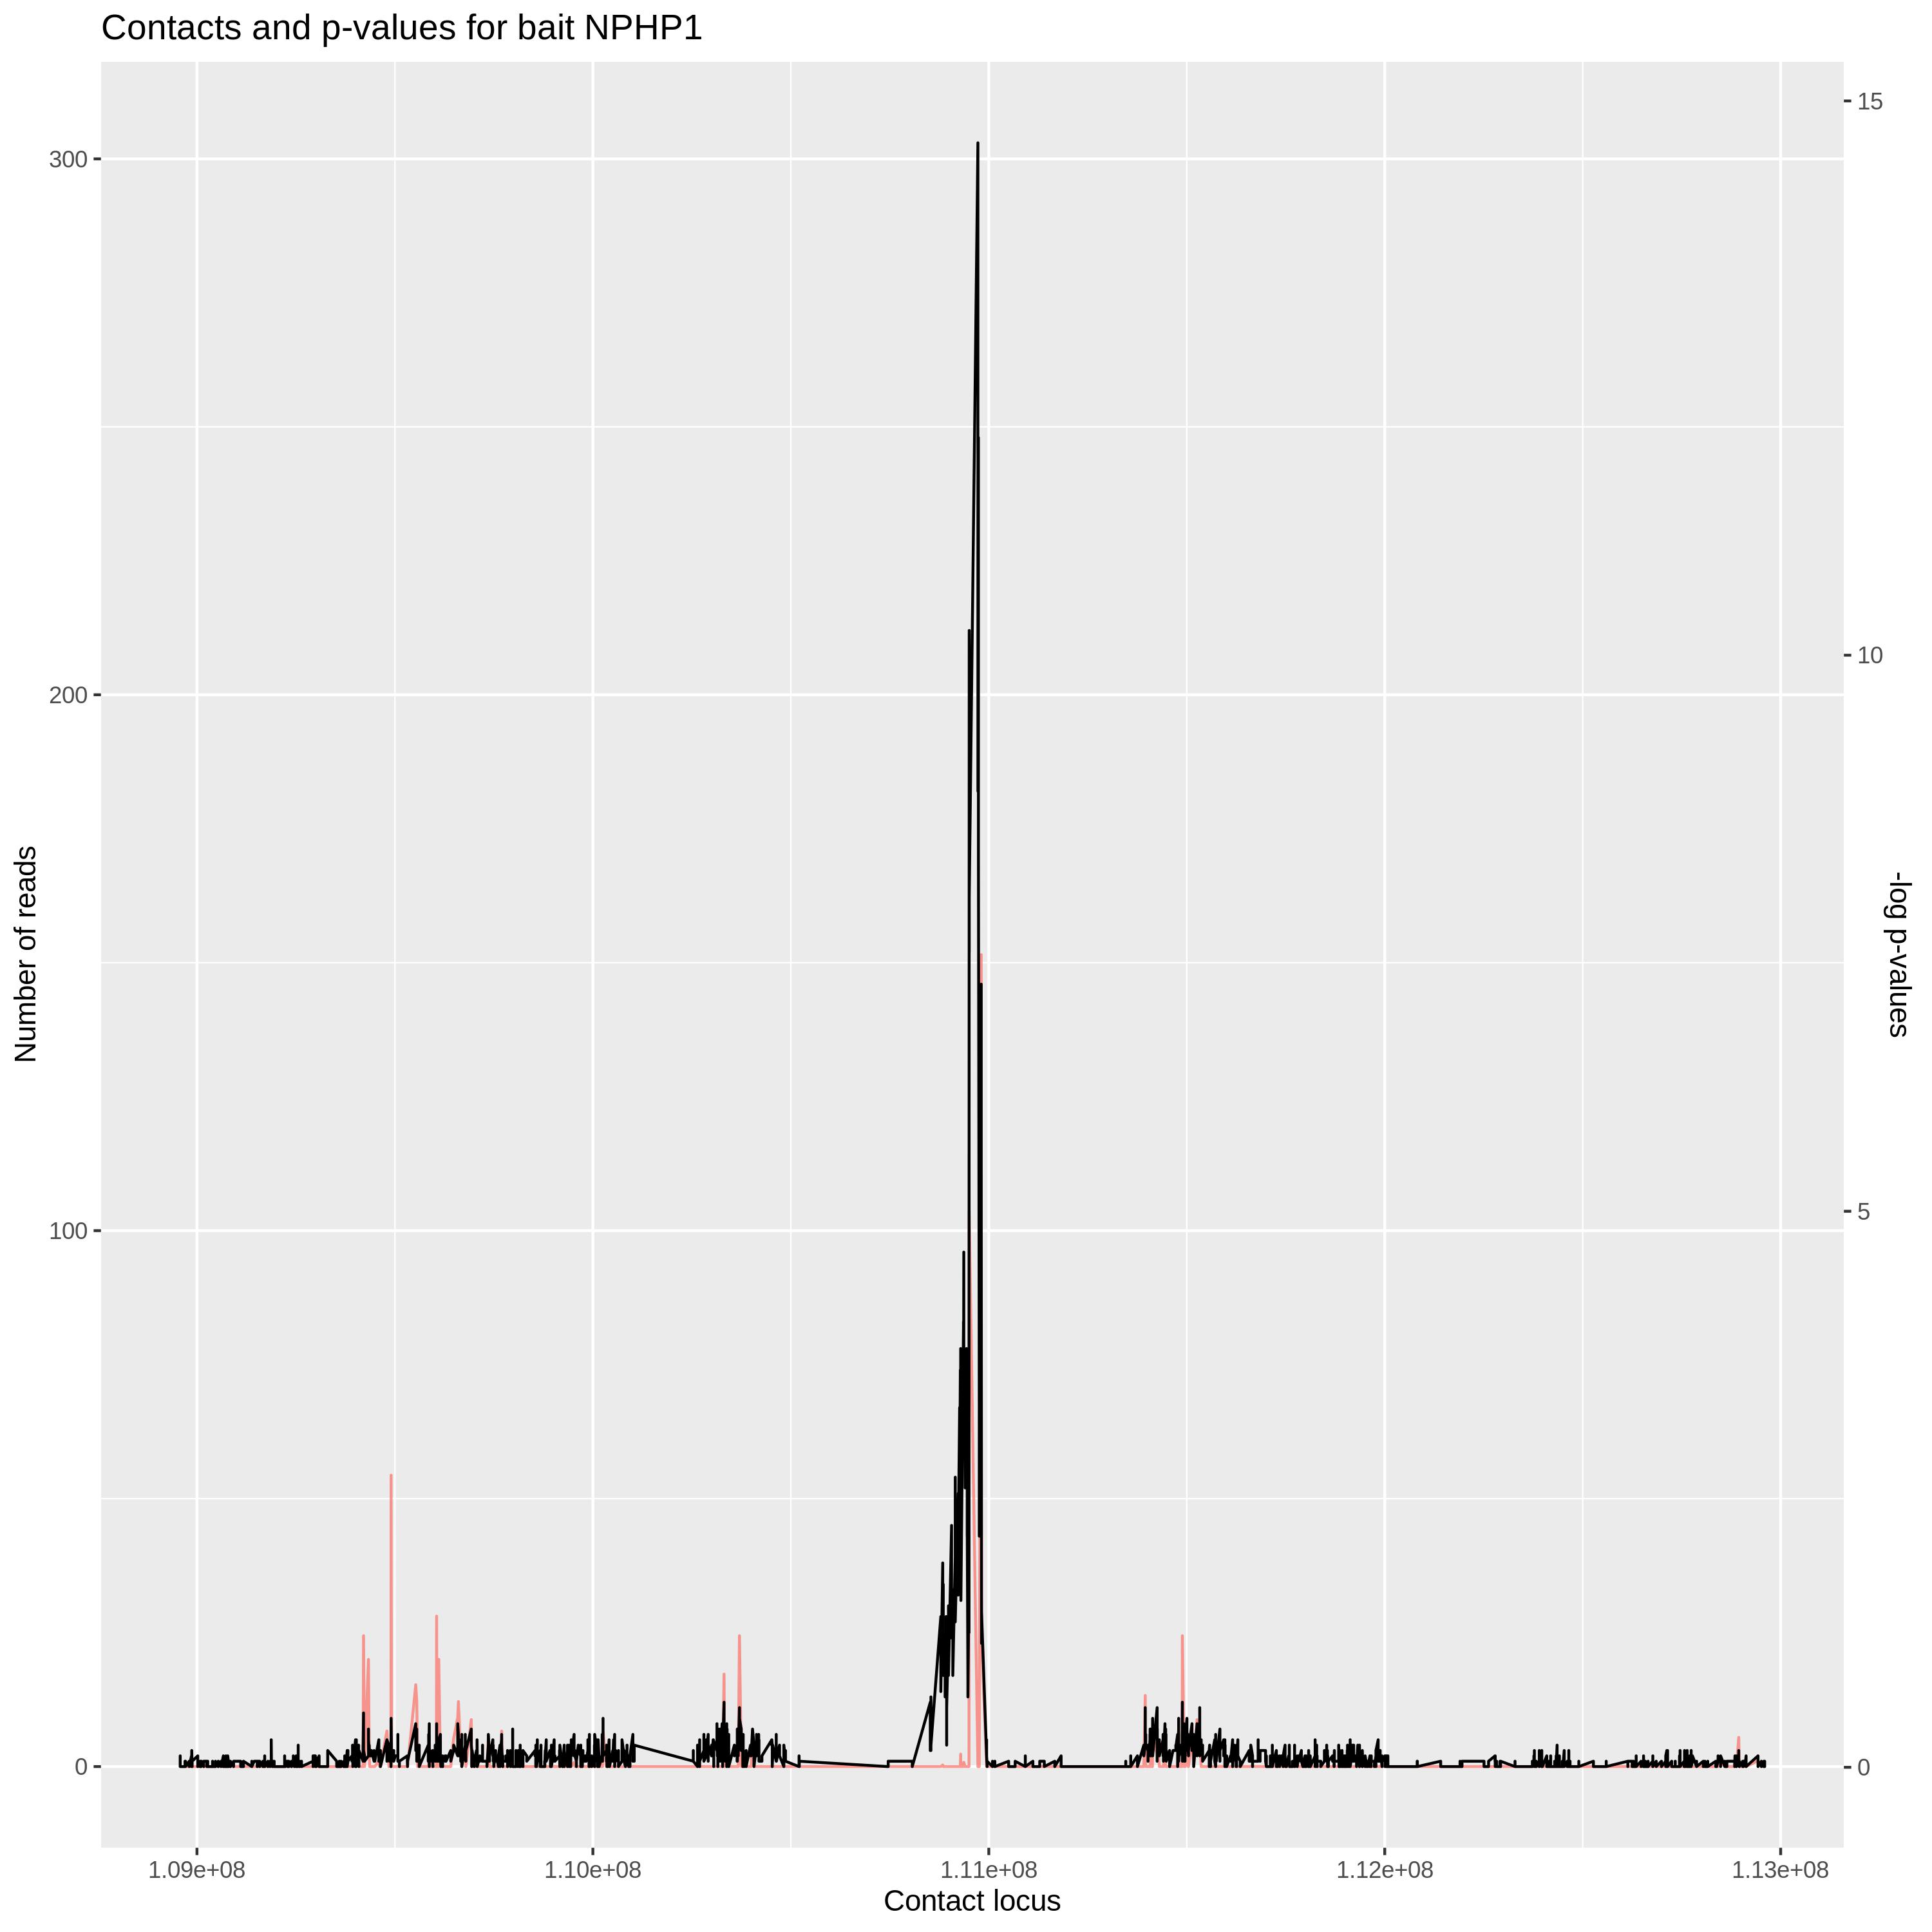 Contacts and p-values for bait NPHP1
300
200
100
0
Number of reads
15
10
5
0
-log p-values
1.09e+08
1.10e+08
1.11e+08
1.12e+08
1.13e+08
Contact locus